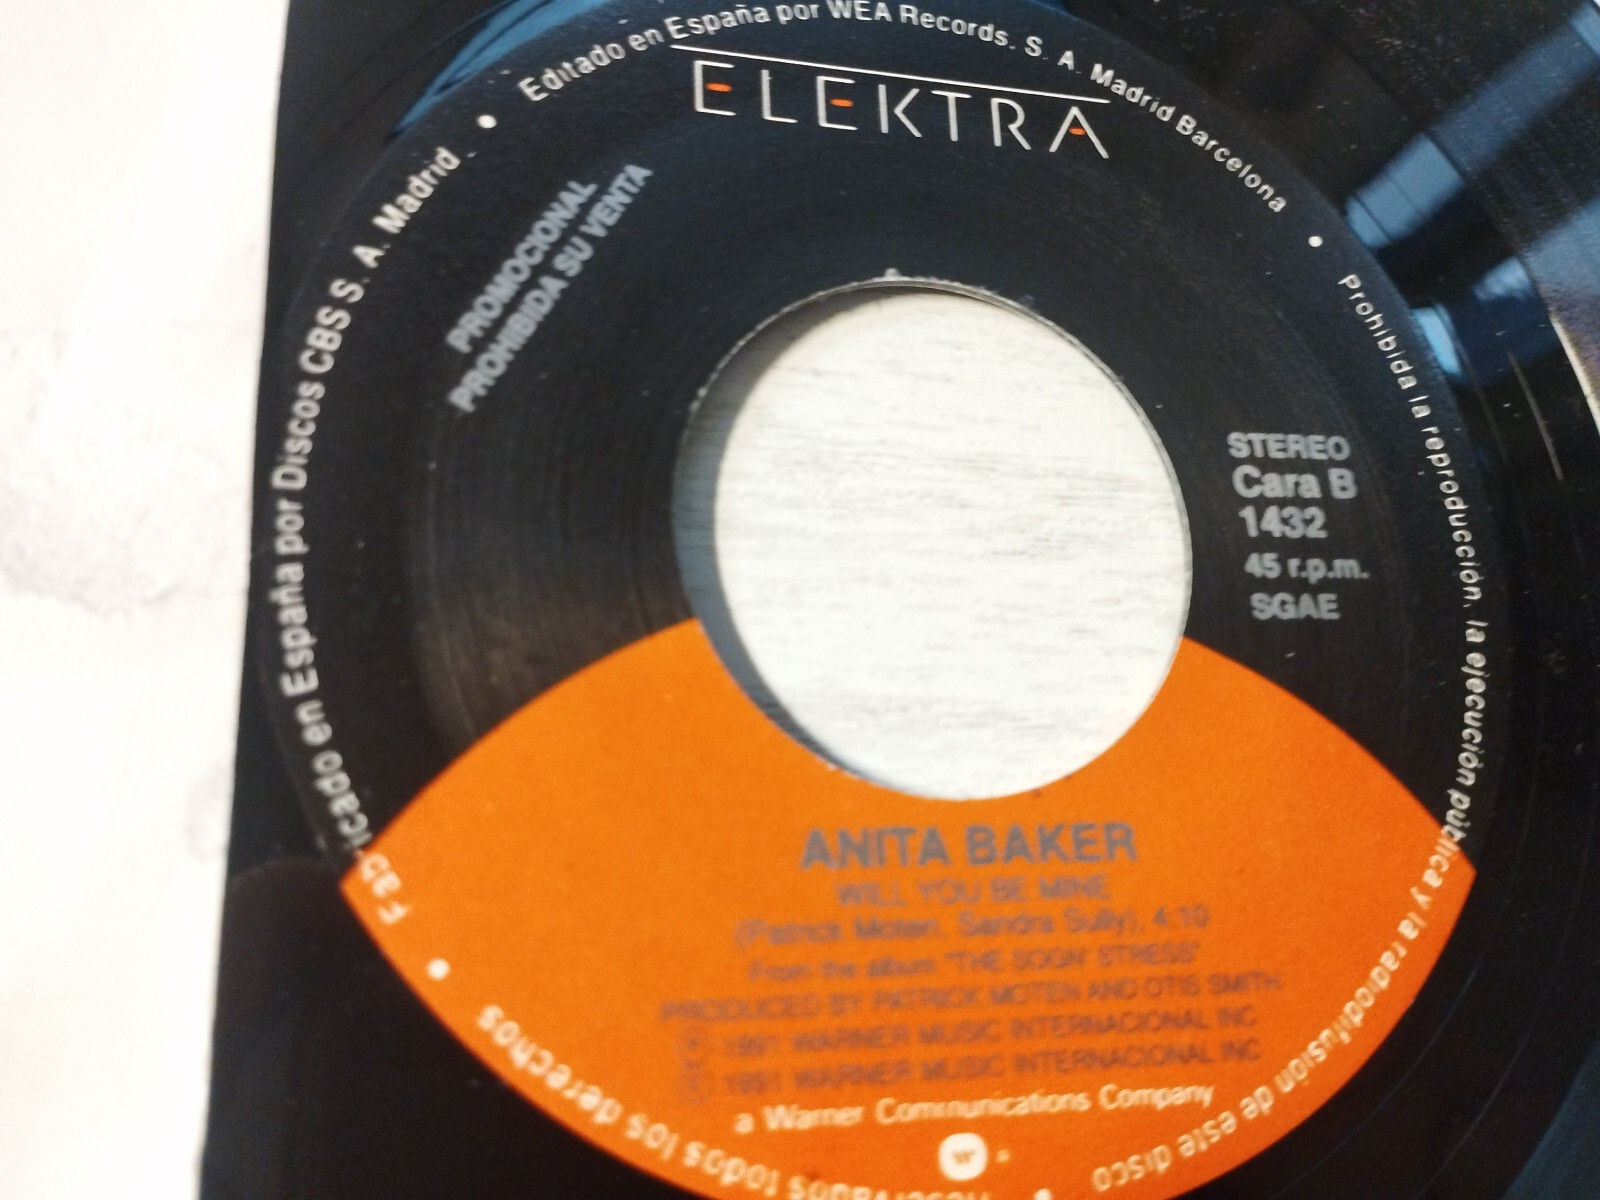 Editado en España por WEA Records. S. A. Madrid Barcelona
ELEKTRA
PROMOCIONAL
PROHIBIDA SU VENTA
STEREO
Cara B
1432
45 r.p.m.
SGAE
ANITA BAKER
WILL YOU BE MINE
(Patrick Moten, Sandra Sully), 4:10
From the album "THE SOGN' STRESS"
PRODUCED BY PATRICK MOTEN AND OTIS SMITH
1991 WARNER MUSIC INTERNACIONAL INC
1991 WARNER MUSIC INTERNACIONAL INC
a Warner Communications Company
Prohibida la reproducción, la ejecución pública y la radiodifusión de este disco
Reservados todos los derechos
Fabricado en España por Discos CBS S. A. Madrid